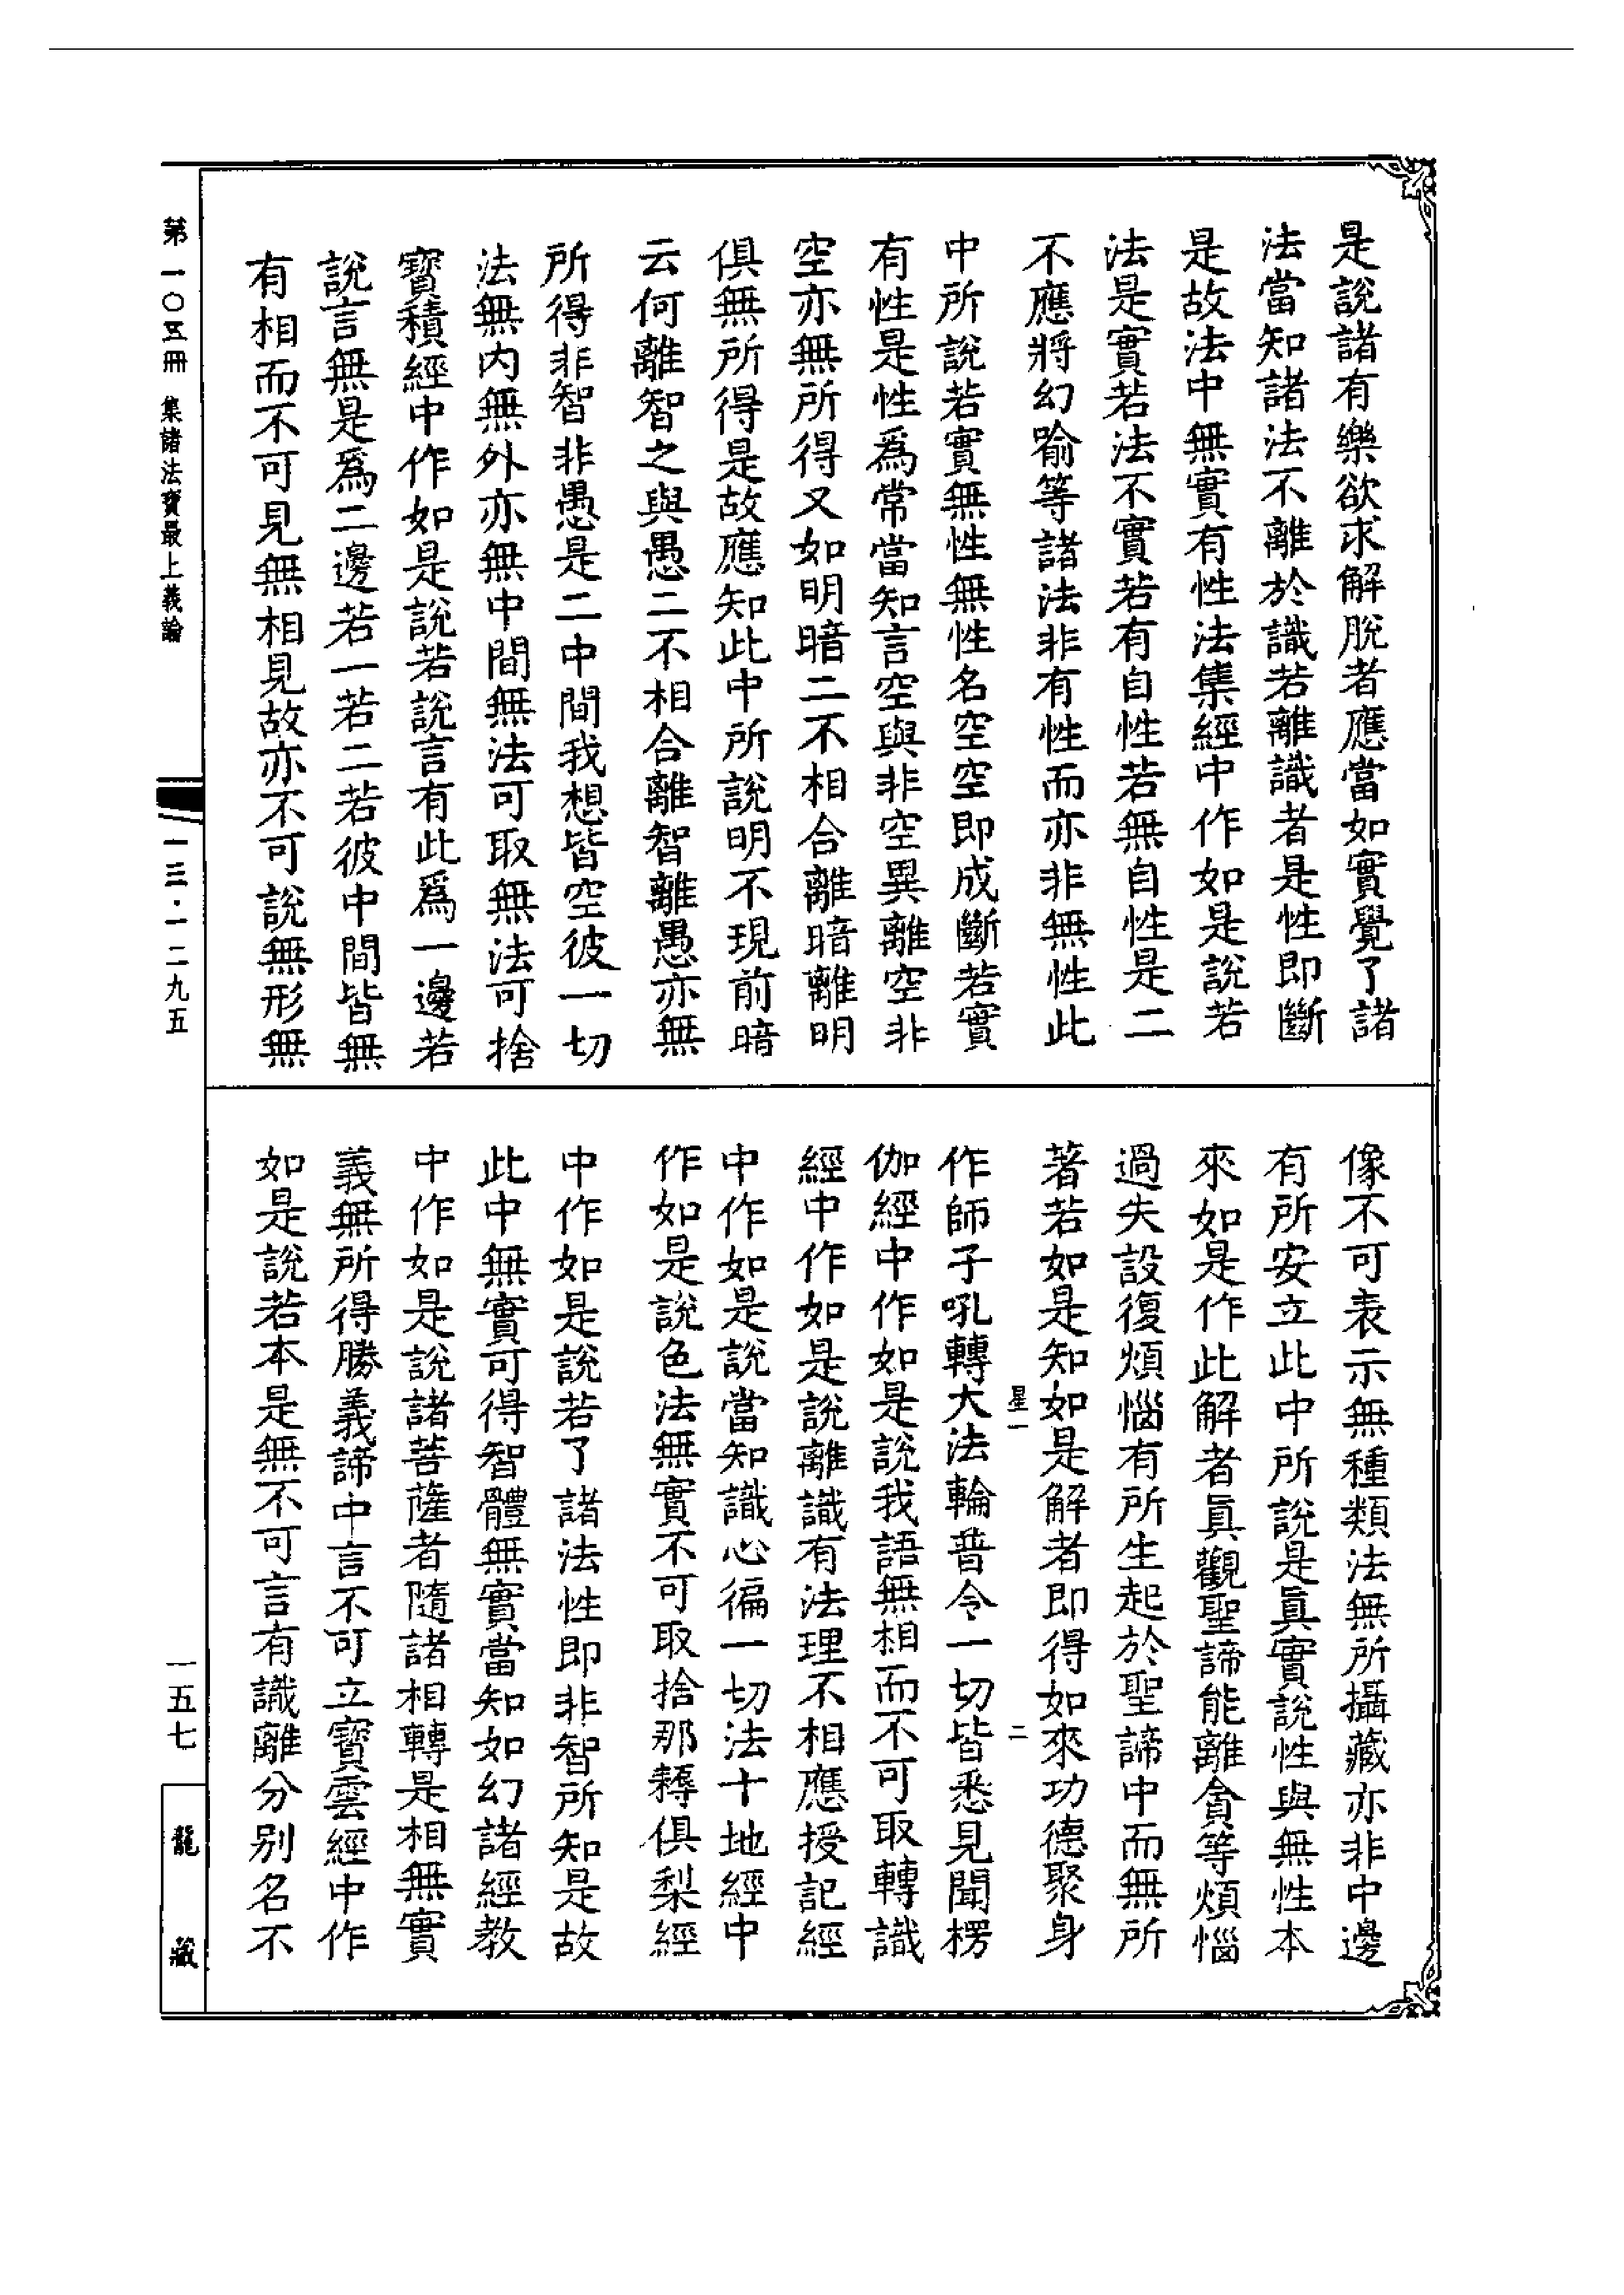 是說諸有樂欲求解脫者應當如實覺了諸
法當知諸法不離於識若離識者是性即斷
是故法中無實有性法集經中作如是說若
法是實若法不實若有自性若無自性是二
不應將幻喻等諸法非有性而亦非無性此
中所說若實無性無性名空空即成斷若實
有性是性爲常當知言空與非空異離空非
空亦無所得又如明暗二不相合離暗離明
俱無所得是故應知此中所說明不現前暗
云何離智之與愚二不相合離智離愚亦無
所得非智非愚是二中間我想皆空彼一切
法無內無外亦無中間無法可取無法可捨
寶積經中作如是說若說言有此爲一邊若
說言無是爲二邊若一若二若彼中間皆無
有相而不可見無相見故亦不可說無形無
像不可表示無種類法無所攝藏亦非中邊
有所安立此中所說是眞實說性與無性本
來如是作此解者眞觀聖諦能離貪等煩惱
過失設復煩惱有所生起於聖諦中而無所
著若如是知如是解者即得如來功德聚身
星一 二
作師子吼轉大法輪普令一切皆悉見聞楞
伽經中作如是說我語無相而不可取轉識
經中作如是說離識有法理不相應授記經
中作如是說當知識心徧一切法十地經中
作如是說色法無實不可取捨那耨俱梨經
中作如是說若了諸法性即非智所知是故
此中無實可得智體無實當知如幻諸經教
中作如是說諸菩薩者隨諸相轉是相無實
義無所得勝義諦中言不可立寶雲經中作
如是說若本是無不可言有識離分别名不
第一〇五冊 集諸法寶最上義論
一三·一二九五
一五七
龍藏